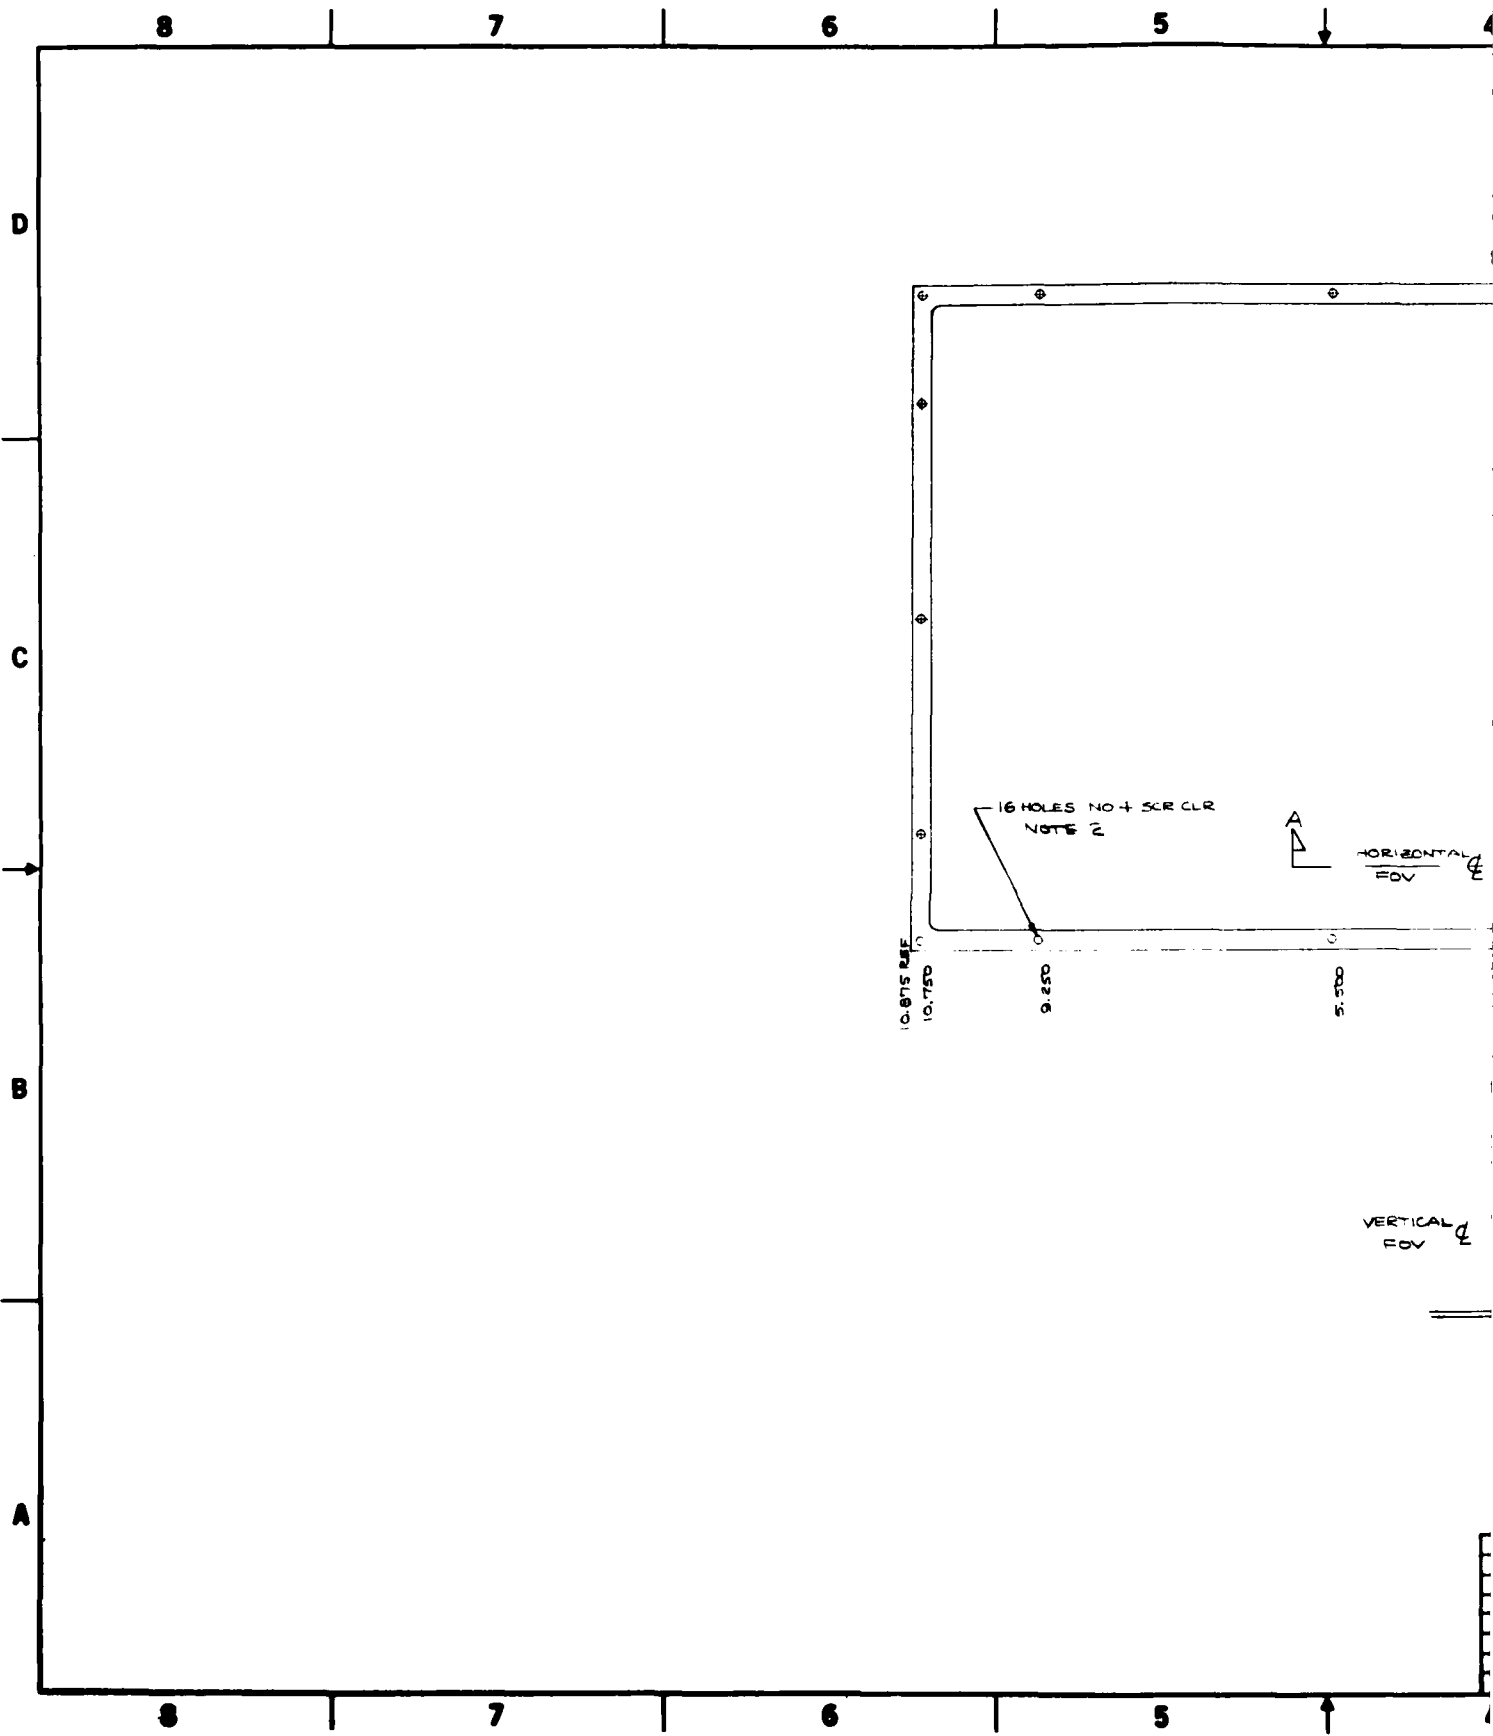 8 7 6 5 4
D
C
16 HOLES NO 4 SCR CLR
NOTE 2
A
HORIZONTAL ℄
FOV
10.875 REF
10.750
9.250
5.500
B
VERTICAL ℄
FOV
A
8 7 6 5